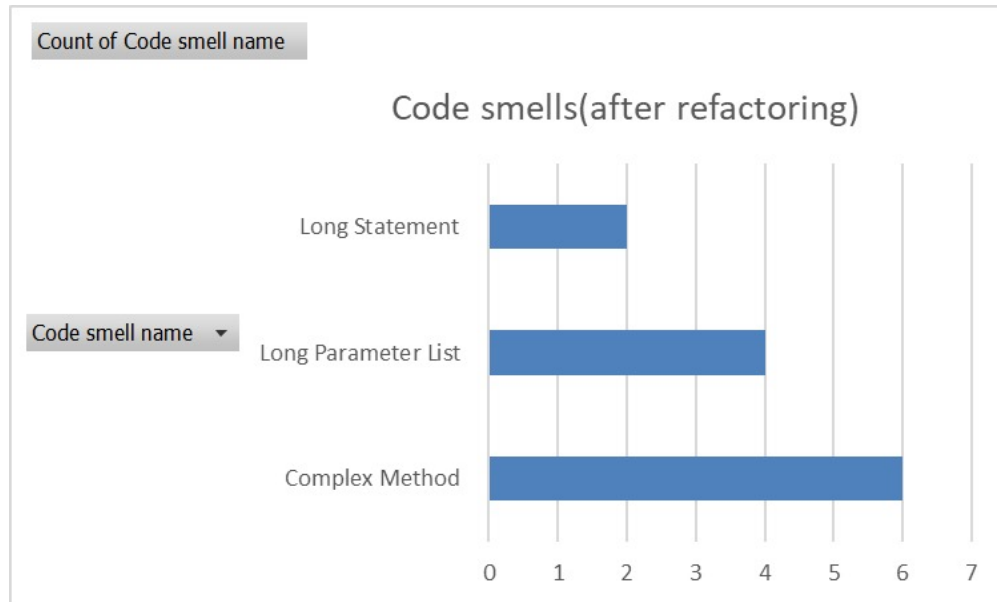 Count of Code smell name
Code smells(after refactoring)
Long Statement
Code smell name
Long Parameter List
Complex Method
0 1 2 3 4 5 6 7